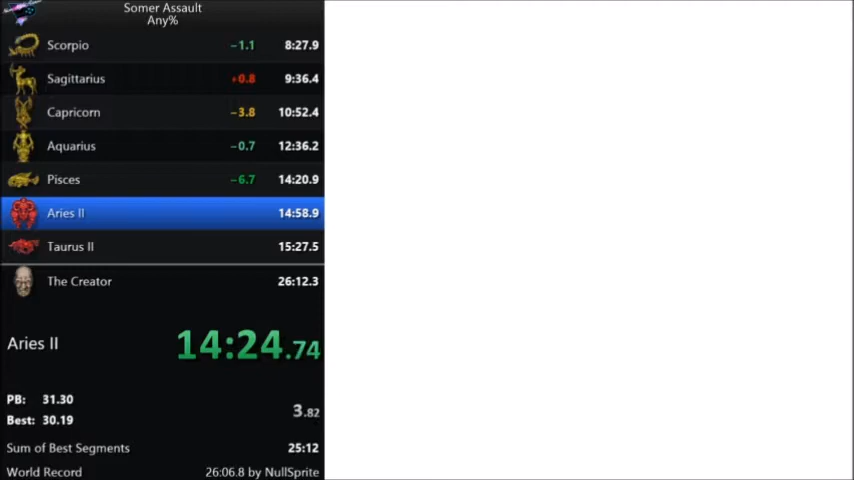 Somer Assault
Any%
Scorpio −1.1 8:27.9
Sagittarius +0.8 9:36.4
Capricorn −3.8 10:52.4
Aquarius −0.7 12:36.2
Pisces −6.7 14:20.9
Aries II 14:58.9
Taurus II 15:27.5
The Creator 26:12.3
Aries II 14:24.74
PB: 31.30
Best: 30.19 3.82
Sum of Best Segments 25:12
World Record 26:06.8 by NullSprite